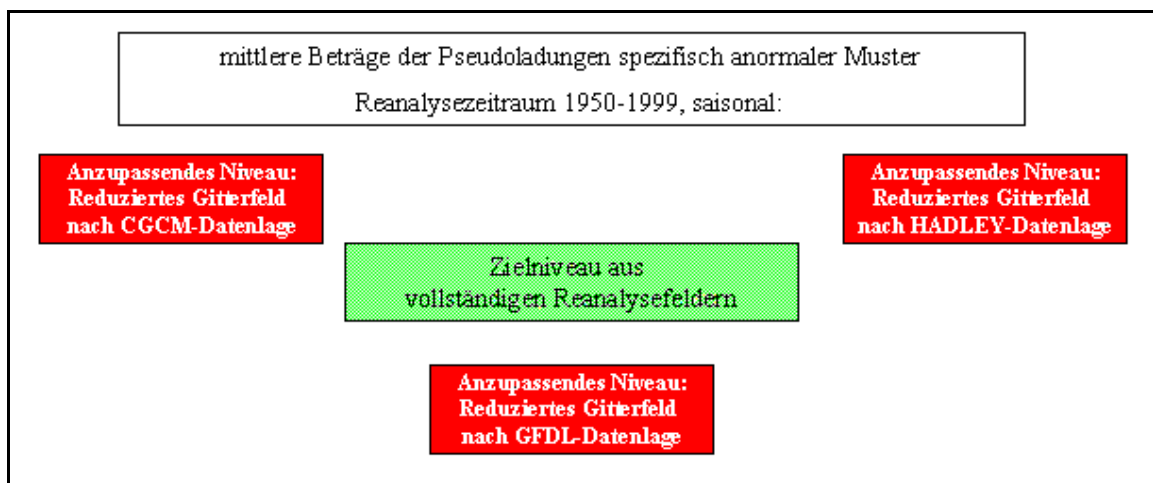 mittlere Beträge der Pseudoladungen spezifisch anormaler Muster
Reanalysezeitraum 1950-1999, saisonal:
Anzupassendes Niveau:
Reduziertes Gitterfeld
nach CGCM-Datenlage
Anzupassendes Niveau:
Reduziertes Gitterfeld
nach HADLEY-Datenlage
Zielniveau aus
vollständigen Reanalysefeldern
Anzupassendes Niveau:
Reduziertes Gitterfeld
nach GFDL-Datenlage